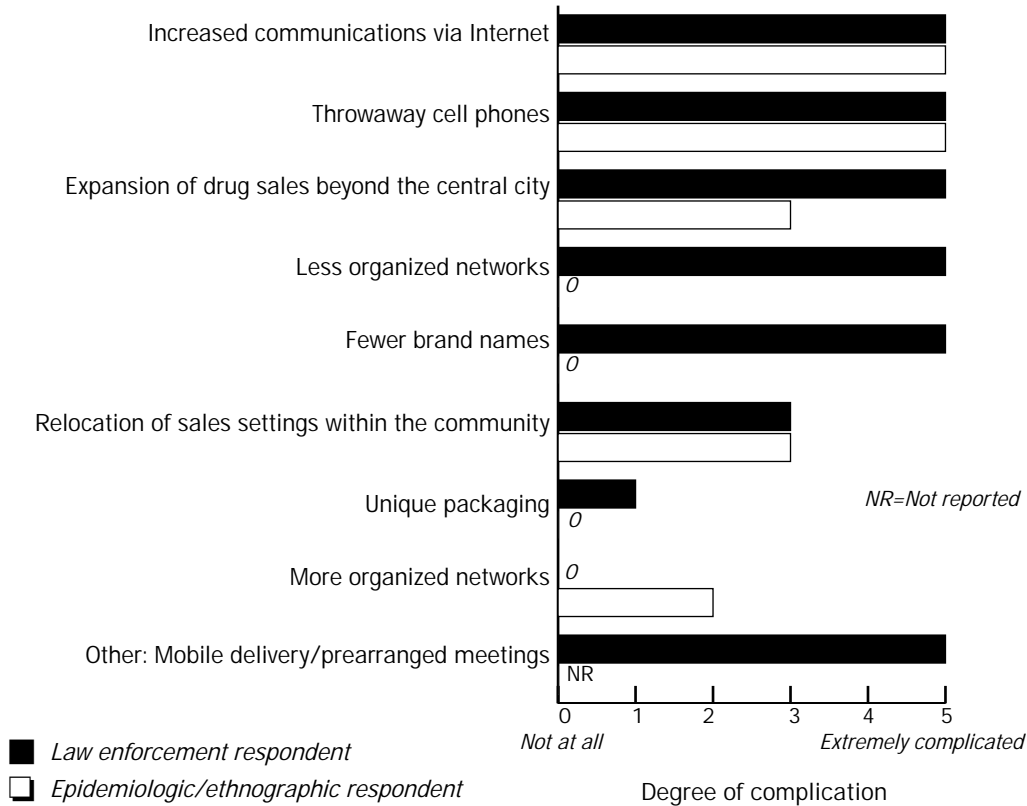 Increased communications via Internet
Throwaway cell phones
Expansion of drug sales beyond the central city
Less organized networks
0
Fewer brand names
0
Relocation of sales settings within the community
Unique packaging
NR=Not reported
0
More organized networks
0
Other: Mobile delivery/prearranged meetings
NR
0 1 2 3 4 5
Not at all Extremely complicated
Law enforcement respondent
Epidemiologic/ethnographic respondent
Degree of complication